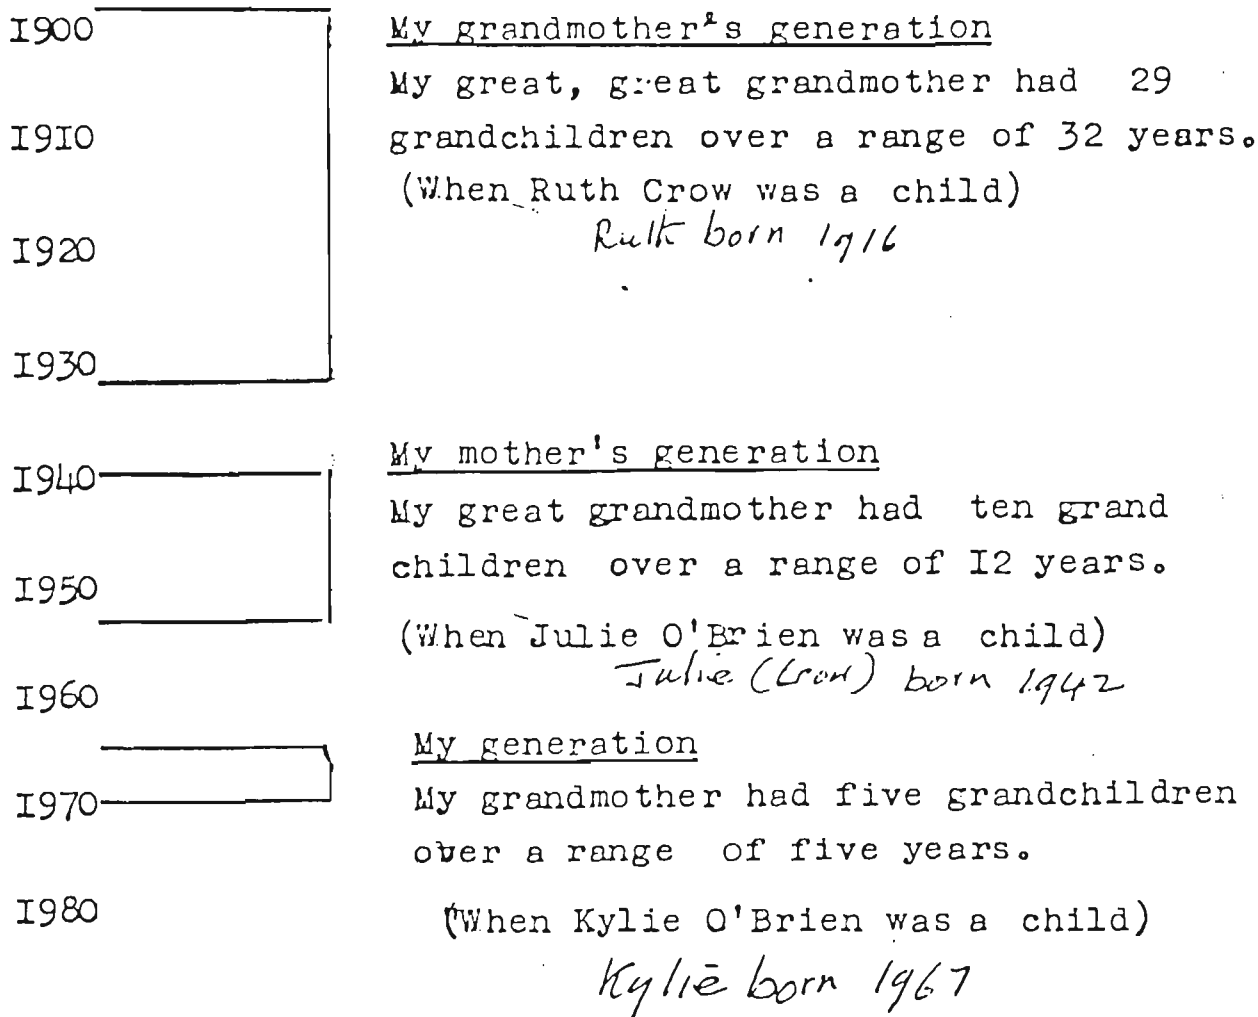 I900
My grandmother's generation
My great, great grandmother had 29
I9I0
grandchildren over a range of 32 years.
(When Ruth Crow was a child)
Ruth born 1916
I920
I930
My mother's generation
I940
My great grandmother had ten grand
children over a range of I2 years.
I950
(When Julie O'Brien was a child)
Julie (Crow) born 1942
I960
My generation
I970
My grandmother had five grandchildren
over a range of five years.
I980
(When Kylie O'Brien was a child)
Kylie born 1967